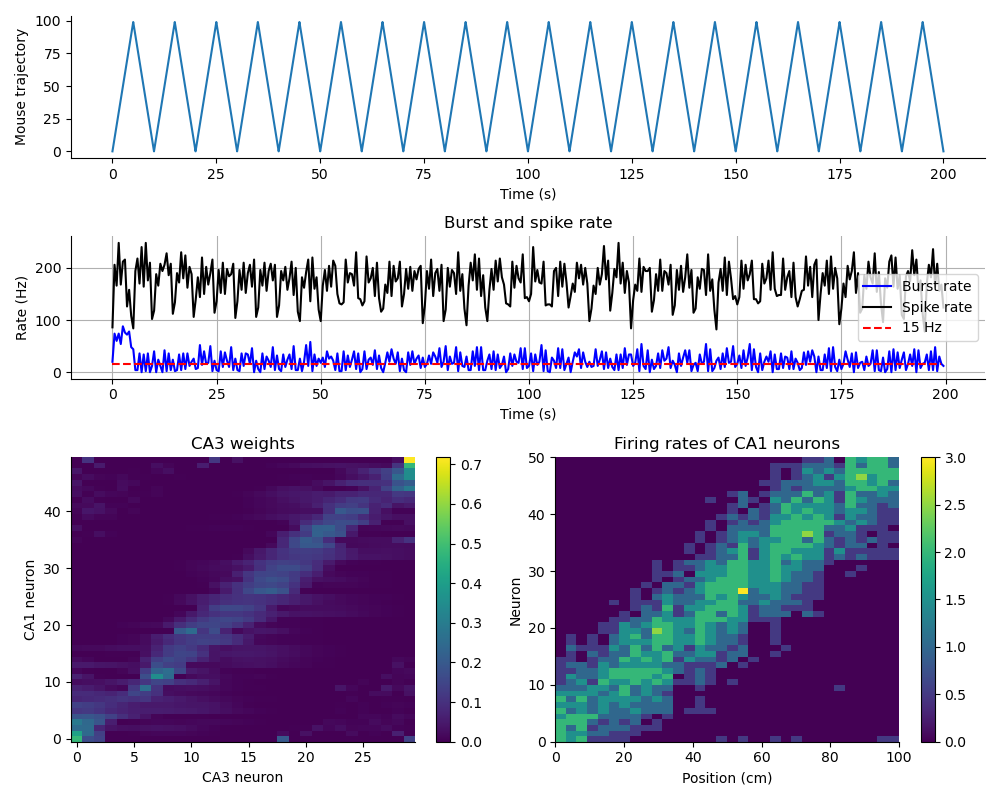 100
75
50
25
0
Mouse trajectory
0 25 50 75 100 125 150 175 200
Time (s)
Burst and spike rate
200
100
0
Rate (Hz)
Burst rate
Spike rate
15 Hz
0 25 50 75 100 125 150 175 200
Time (s)
CA3 weights
40
30
20
10
0
CA1 neuron
0 5 10 15 20 25
CA3 neuron
0.7
0.6
0.5
0.4
0.3
0.2
0.1
0.0
Firing rates of CA1 neurons
50
40
30
20
10
0
Neuron
0 20 40 60 80 100
Position (cm)
3.0
2.5
2.0
1.5
1.0
0.5
0.0